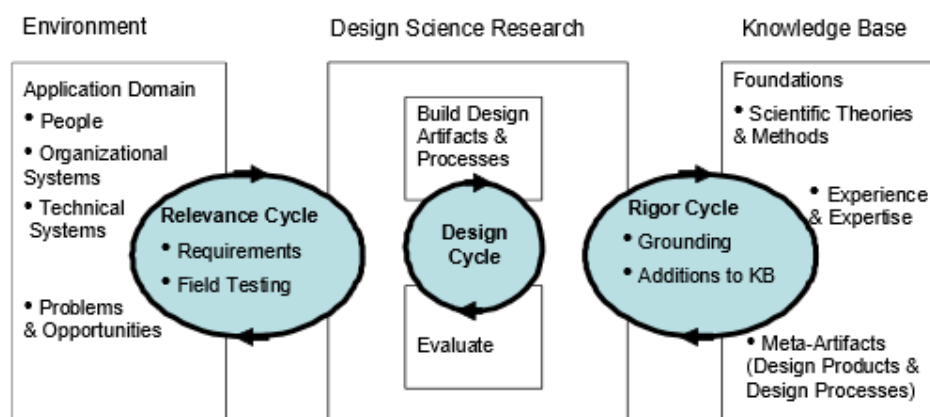 Environment
Design Science Research
Knowledge Base
Application Domain
• People
• Organizational
Systems
• Technical
Systems
• Problems
& Opportunities
Relevance Cycle
• Requirements
• Field Testing
Build Design
Artifacts &
Processes
Design
Cycle
Evaluate
Rigor Cycle
• Grounding
• Additions to KB
Foundations
• Scientific Theories
& Methods
• Experience
& Expertise
• Meta-Artifacts
(Design Products &
Design Processes)